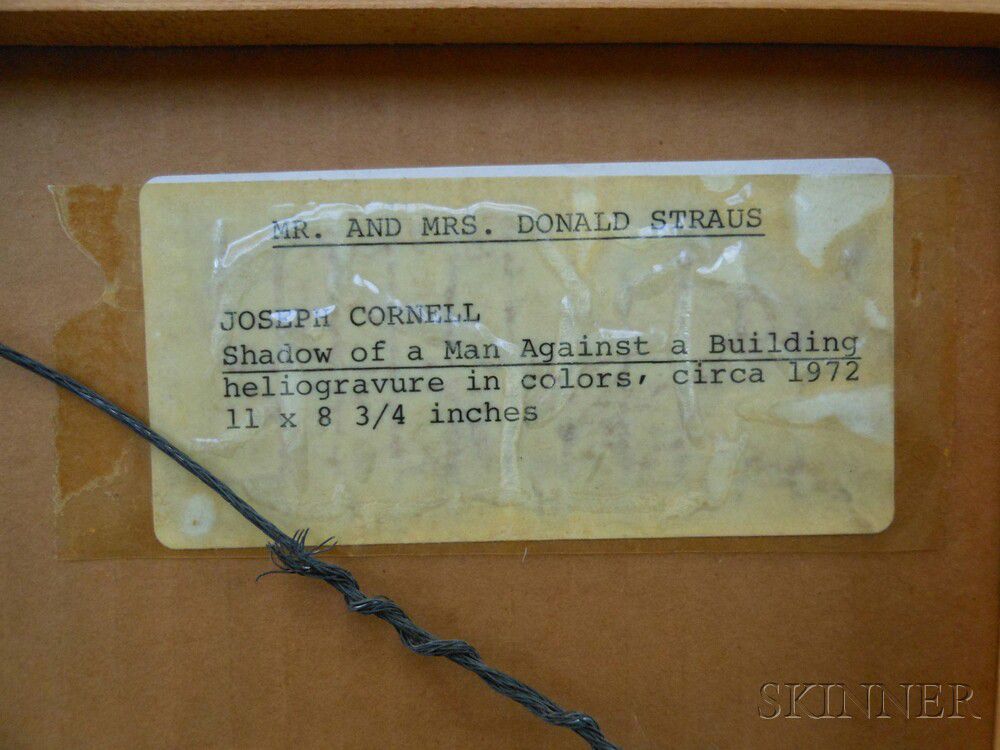 MR. AND MRS. DONALD STRAUS
JOSEPH CORNELL
Shadow of a Man Against a Building
heliogravure in colors, circa 1972
11 x 8 3/4 inches
SKINNER